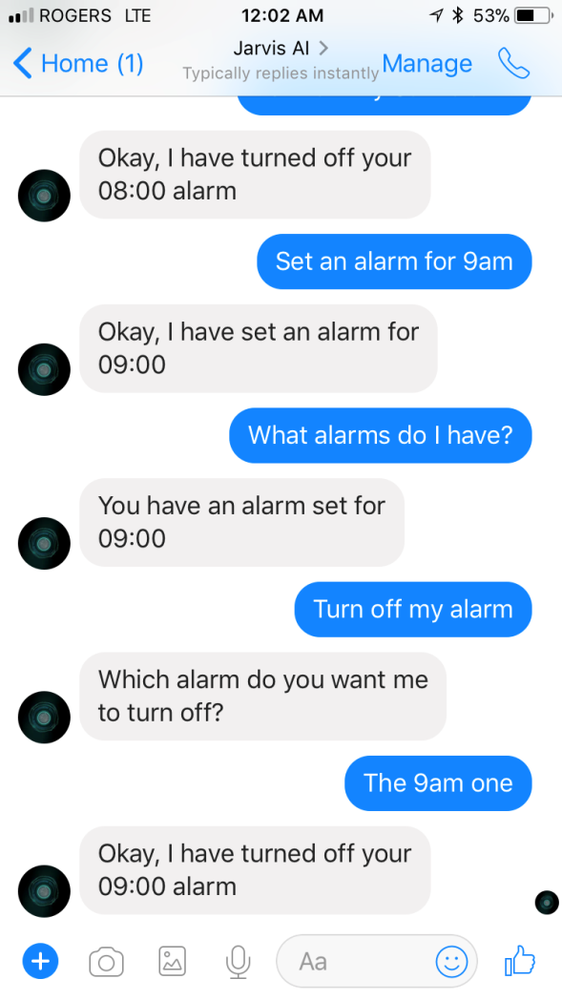 ROGERS LTE 12:02 AM 53%
Home (1) Jarvis AI Manage
Typically replies instantly
Okay, I have turned off your
08:00 alarm
Set an alarm for 9am
Okay, I have set an alarm for
09:00
What alarms do I have?
You have an alarm set for
09:00
Turn off my alarm
Which alarm do you want me
to turn off?
The 9am one
Okay, I have turned off your
09:00 alarm
Aa